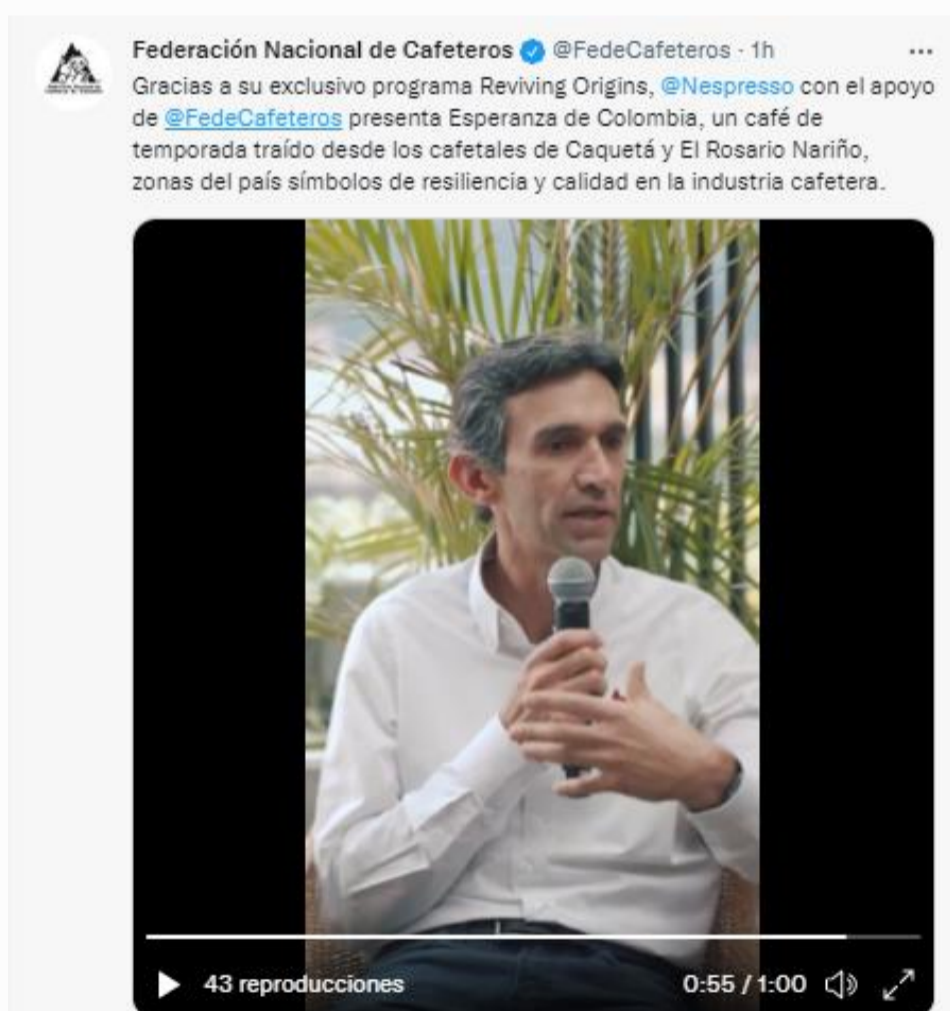 Federación Nacional de Cafeteros @FedeCafeteros · 1h
Gracias a su exclusivo programa Reviving Origins, @Nespresso con el apoyo
de @FedeCafeteros presenta Esperanza de Colombia, un café de
temporada traído desde los cafetales de Caquetá y El Rosario Nariño,
zonas del país símbolos de resiliencia y calidad en la industria cafetera.
43 reproducciones
0:55 / 1:00